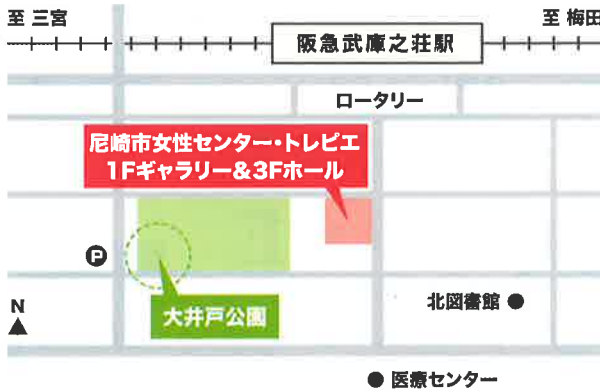 至 三宮
至 梅田
阪急武庫之荘駅
ロータリー
尼崎市女性センター・トレピエ
1Fギャラリー&3Fホール
P
大井戸公園
北図書館
N
医療センター